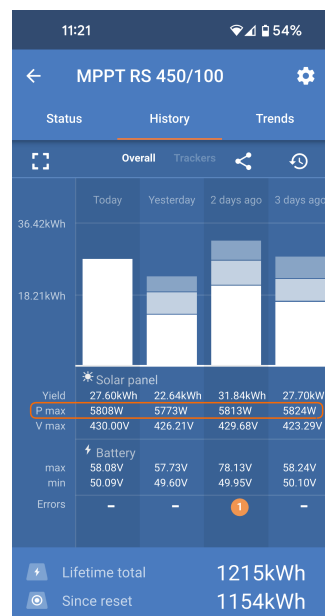 11:21 54%
MPPT RS 450/100
Status History Trends
Overall Trackers
Today Yesterday 2 days ago 3 days ago
36.42kWh
18.21kWh
Solar panel
Yield 27.60kWh 22.64kWh 31.84kWh 27.70kW
P max 5808W 5773W 5813W 5824W
V max 430.00V 426.21V 429.68V 423.29V
Battery
max 58.08V 57.73V 78.13V 58.24V
min 50.09V 49.60V 49.95V 50.10V
Errors – – 1 –
Lifetime total 1215kWh
Since reset 1154kWh